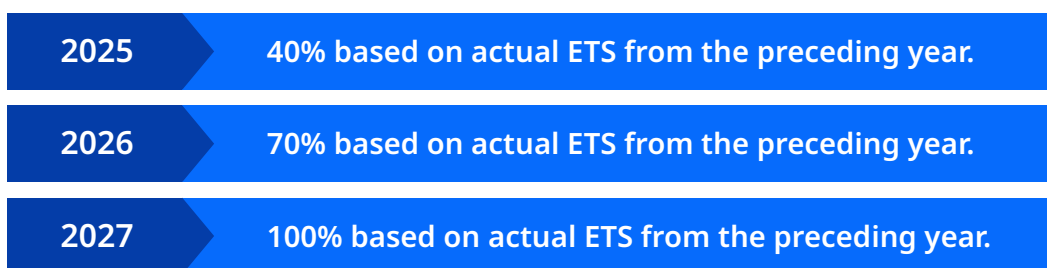 2025 40% based on actual ETS from the preceding year.
2026 70% based on actual ETS from the preceding year.
2027 100% based on actual ETS from the preceding year.